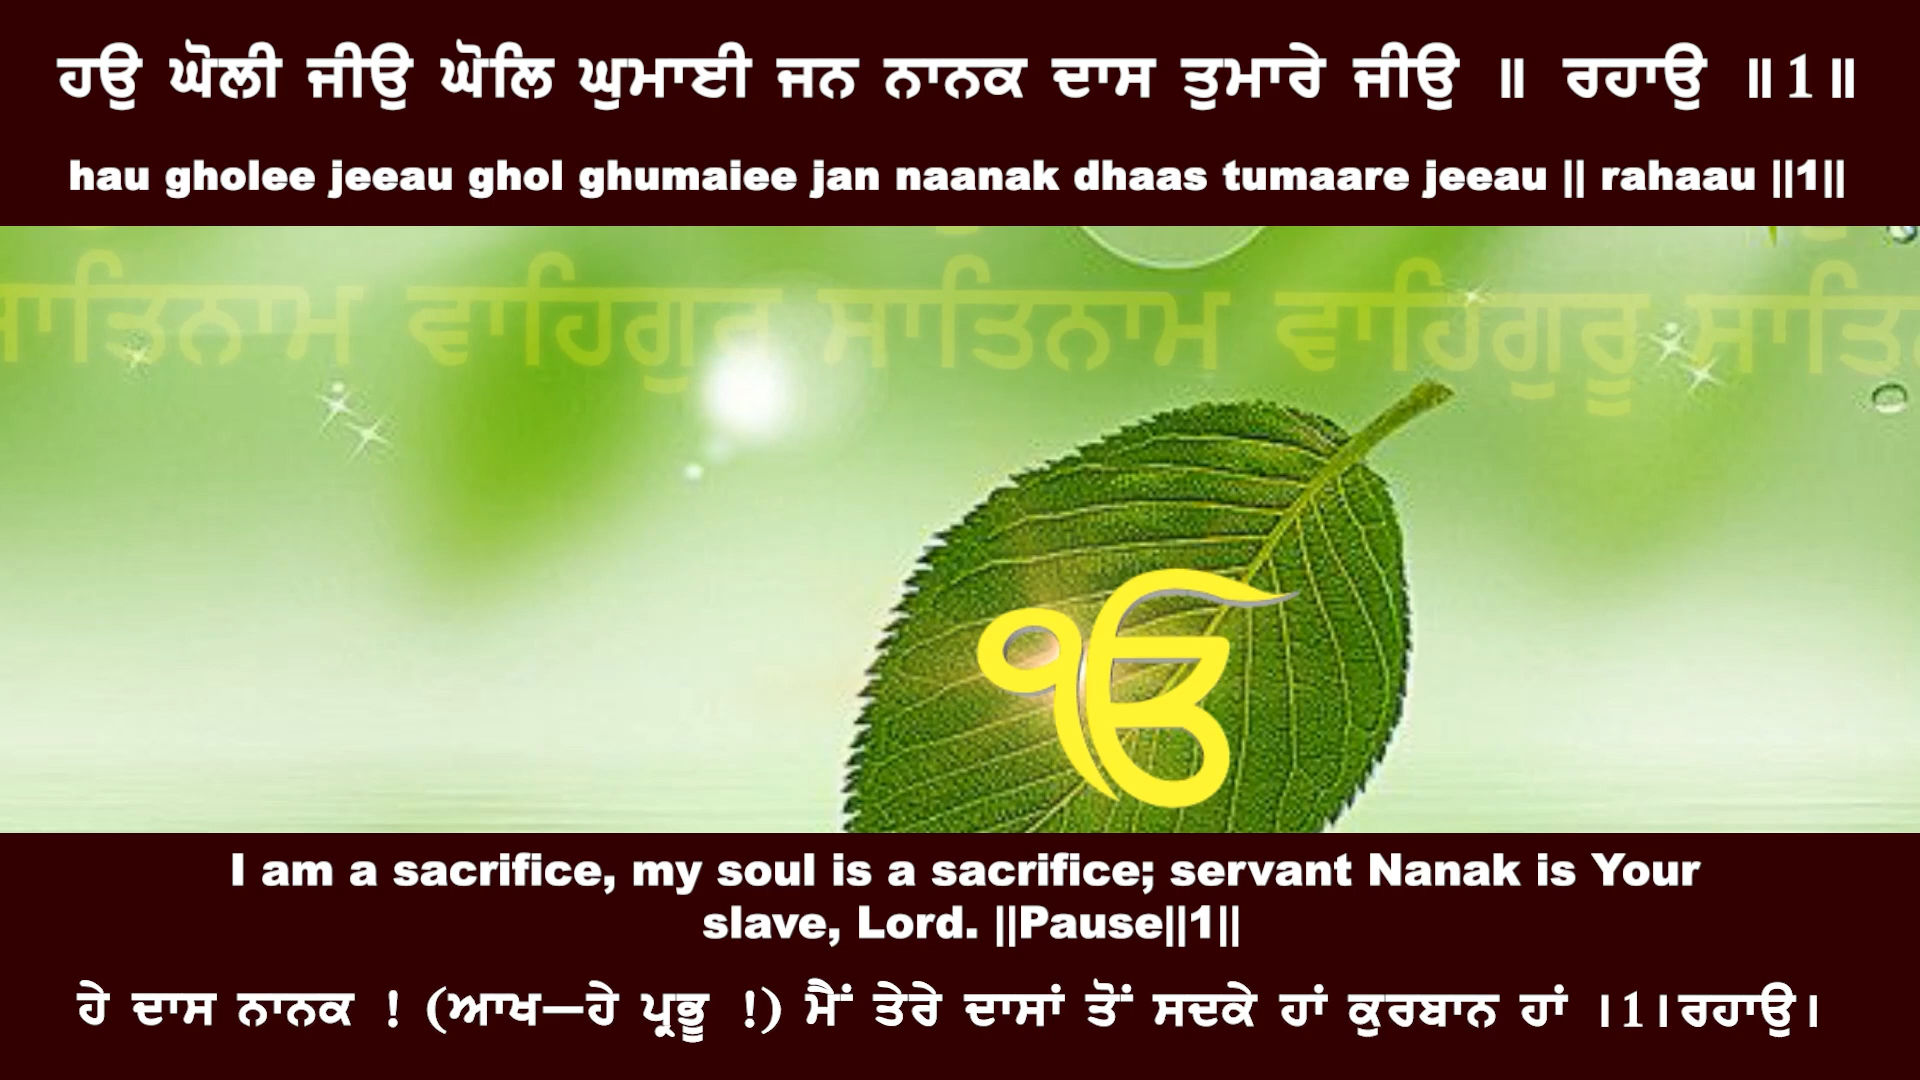 ਹਉ ਘੋਲੀ ਜੀਉ ਘੋਲਿ ਘੁਮਾਈ ਜਨ ਨਾਨਕ ਦਾਸ ਤੁਮਾਰੇ ਜੀਉ ॥ ਰਹਾਉ ॥1॥
hau gholee jeeau ghol ghumaiee jan naanak dhaas tumaare jeeau || rahaau ||1||
ਸਾਤਿਨਾਮ ਵਾਹਿਗੁਰੂ ਸਾਤਿਨਾਮ ਵਾਹਿਗੁਰੂ
ੴ
I am a sacrifice, my soul is a sacrifice; servant Nanak is Your
slave, Lord. ||Pause||1||
ਹੇ ਦਾਸ ਨਾਨਕ ! (ਆਖ—ਹੇ ਪ੍ਰਭੂ !) ਮੈਂ ਤੇਰੇ ਦਾਸਾਂ ਤੋਂ ਸਦਕੇ ਹਾਂ ਕੁਰਬਾਨ ਹਾਂ ।1।ਰਹਾਉ।